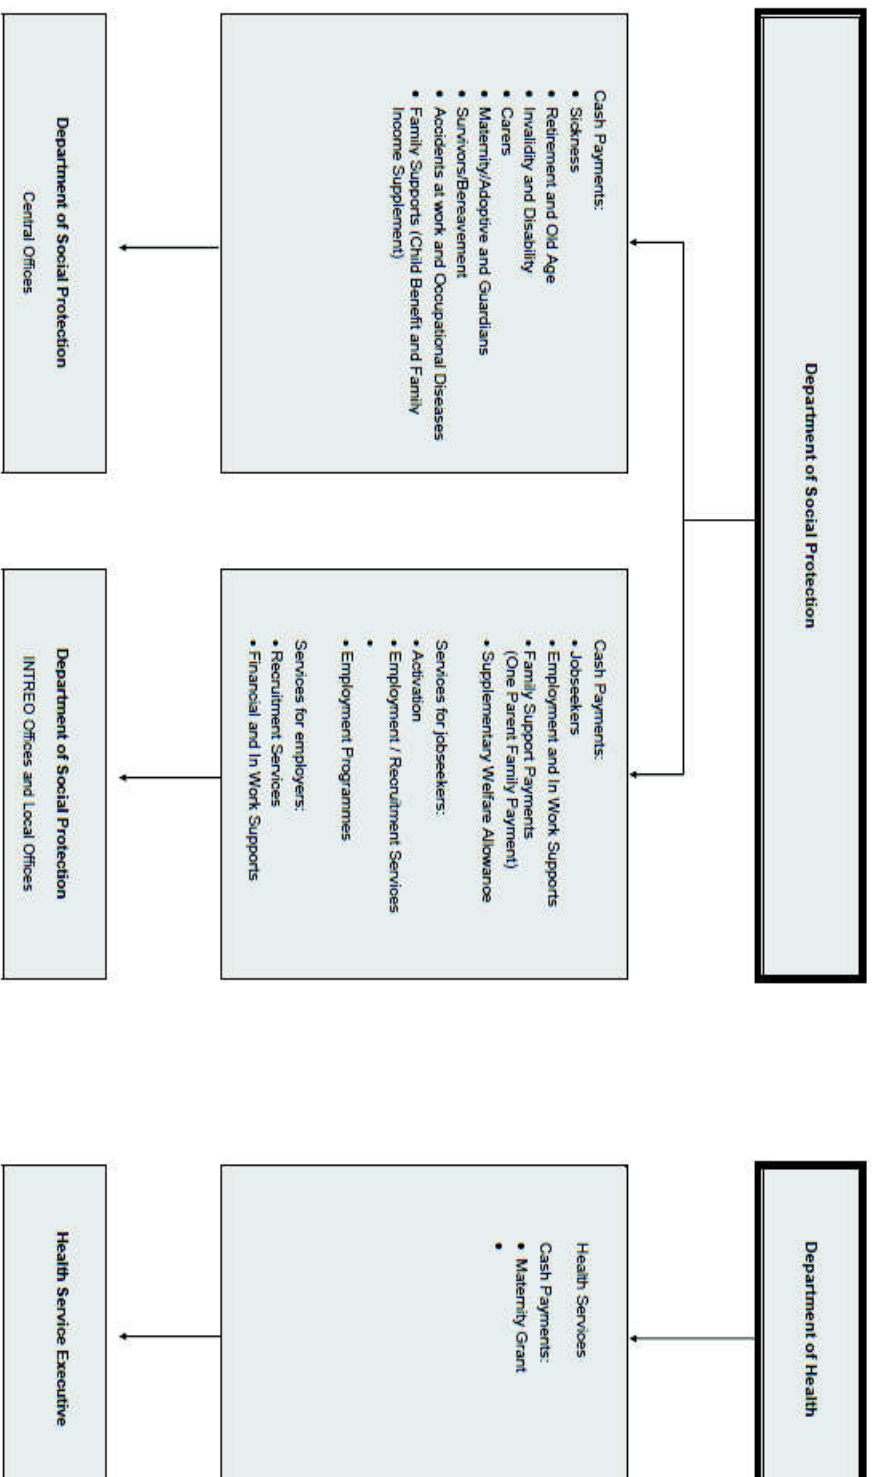 Department of Social Protection
Cash Payments:
• Sickness
• Retirement and Old Age
• Invalidity and Disability
• Carers
• Maternity/Adoptive and Guardians
• Survivors/Bereavement
• Accidents at work and Occupational Diseases
• Family Supports (Child Benefit and Family
Income Supplement)
Department of Social Protection
Central Offices
Cash Payments:
• Jobseekers
• Employment and In Work Supports
• Family Support Payments
(One Parent Family Payment)
• Supplementary Welfare Allowance
Services for jobseekers:
• Activation
• Employment / Recruitment Services
•
• Employment Programmes
Services for employers:
• Recruitment Services
• Financial and In Work Supports
Department of Social Protection
INTREO Offices and Local Offices
Department of Health
Health Services
Cash Payments:
• Maternity Grant
•
Health Service Executive